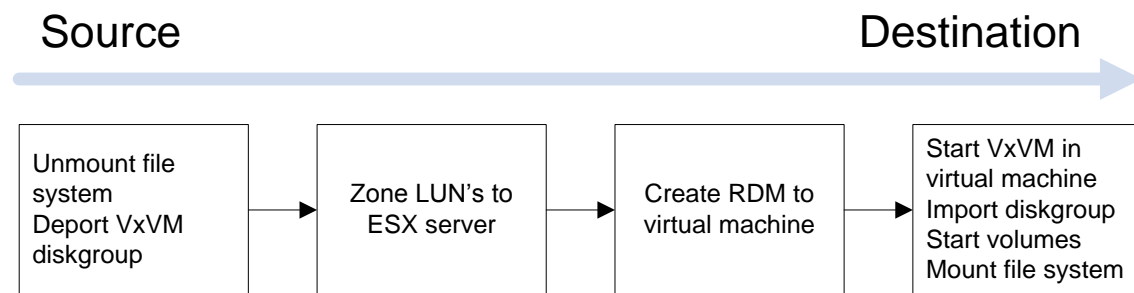 Source
Destination
Unmount file
system
Deport VxVM
diskgroup
Zone LUN's to
ESX server
Create RDM to
virtual machine
Start VxVM in
virtual machine
Import diskgroup
Start volumes
Mount file system